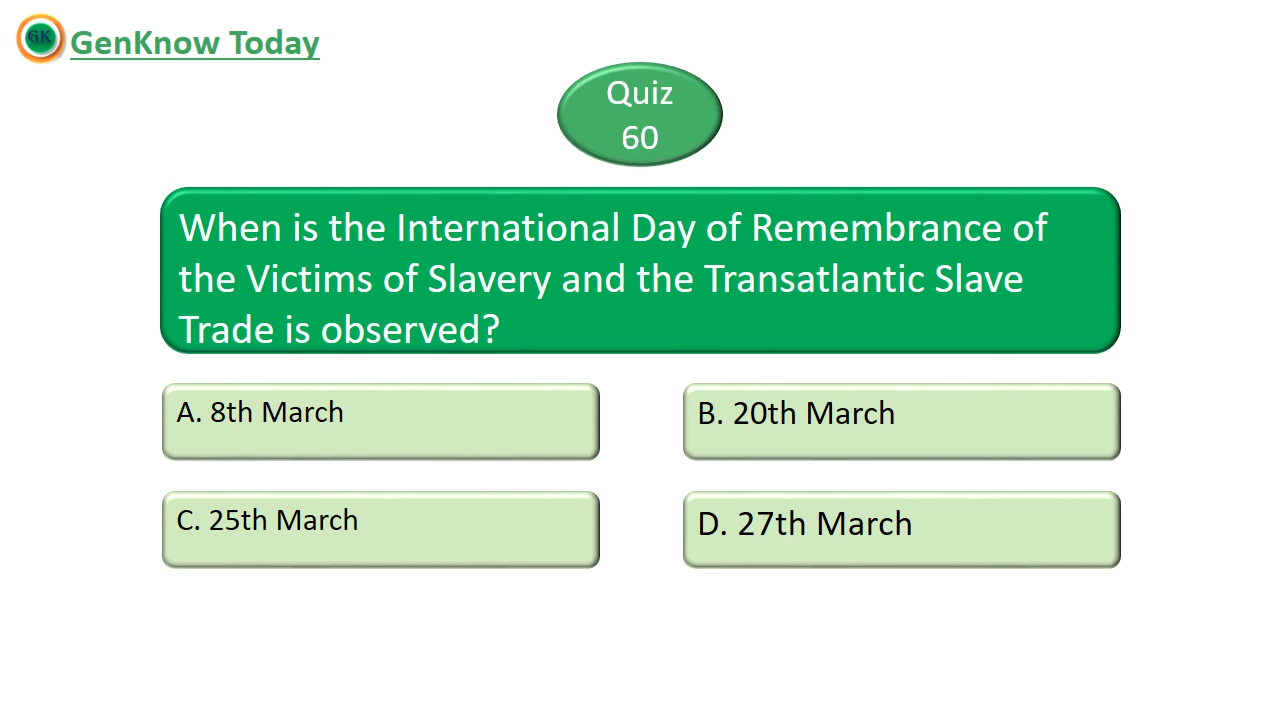 GK GenKnow Today
Quiz
60
When is the International Day of Remembrance of
the Victims of Slavery and the Transatlantic Slave
Trade is observed?
A. 8th March
B. 20th March
C. 25th March
D. 27th March